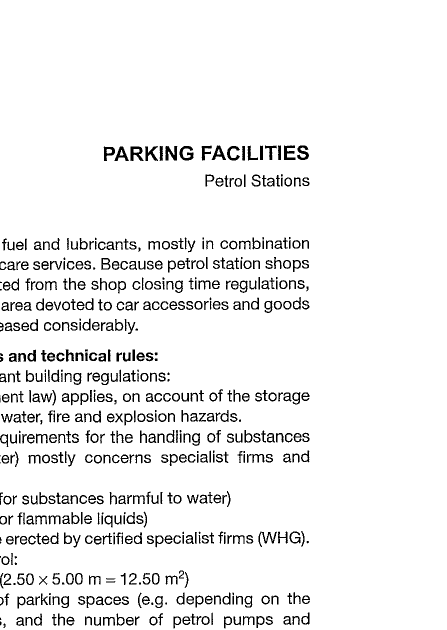 PARKING FACILITIES
Petrol Stations
fuel and lubricants, mostly in combination
care services. Because petrol station shops
ted from the shop closing time regulations,
area devoted to car accessories and goods
eased considerably.
s and technical rules:
ant building regulations:
ent law) applies, on account of the storage
water, fire and explosion hazards.
quirements for the handling of substances
er) mostly concerns specialist firms and
for substances harmful to water)
or flammable liquids)
e erected by certified specialist firms (WHG).
rol:
(2.50 × 5.00 m = 12.50 m²)
of parking spaces (e.g. depending on the
s, and the number of petrol pumps and